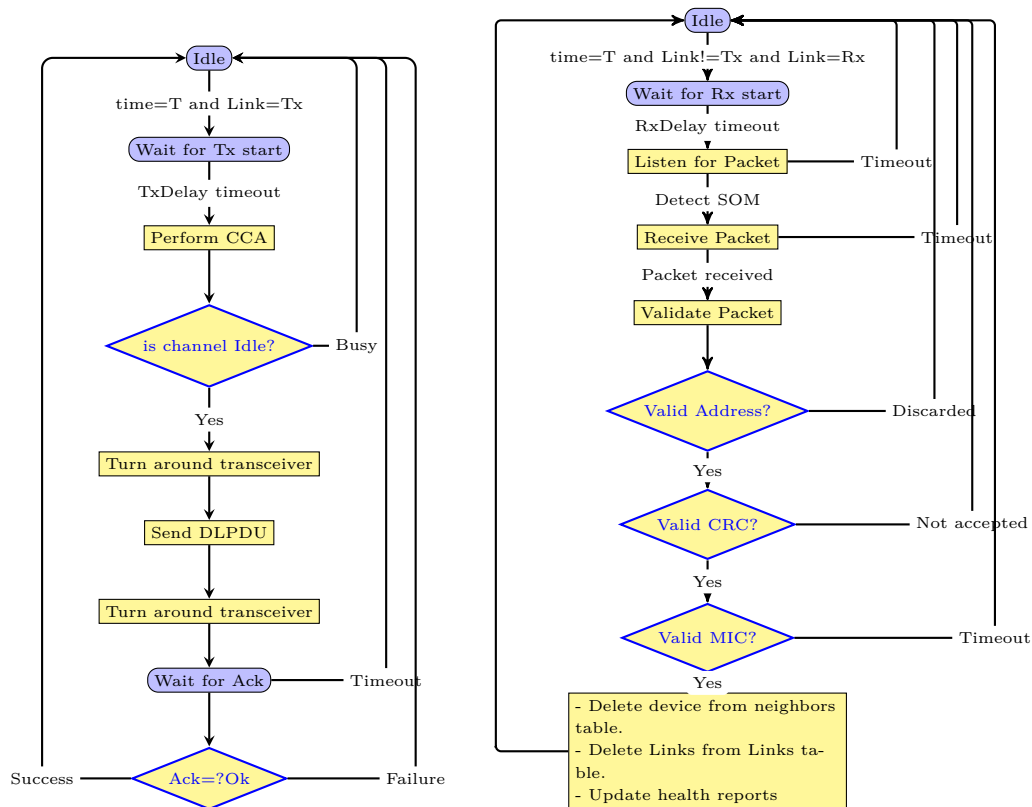 Idle
time=T and Link=Tx
Wait for Tx start
TxDelay timeout
Perform CCA
is channel Idle?
Busy
Yes
Turn around transceiver
Send DLPDU
Turn around transceiver
Wait for Ack
Timeout
Success
Ack=?Ok
Failure
Idle
time=T and Link!=Tx and Link=Rx
Wait for Rx start
RxDelay timeout
Listen for Packet
Timeout
Detect SOM
Receive Packet
Timeout
Packet received
Validate Packet
Valid Address?
Discarded
Yes
Valid CRC?
Not accepted
Yes
Valid MIC?
Timeout
Yes
- Delete device from neighbors
table.
- Delete Links from Links ta-
ble.
- Update health reports